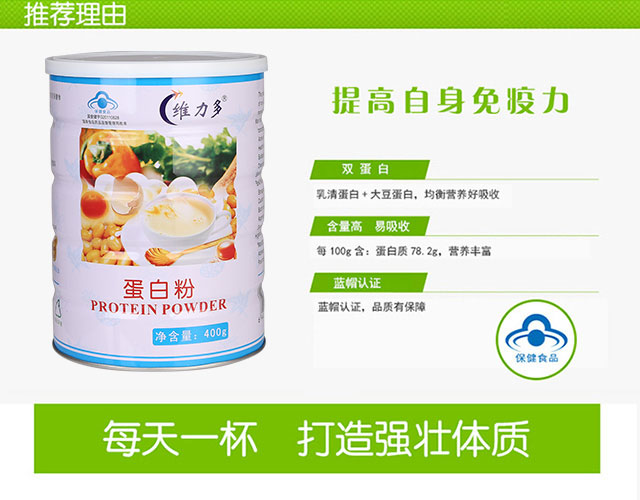 推荐理由
保健食品
维力多®
提高自身免疫力
双蛋白
乳清蛋白+大豆蛋白，均衡营养好吸收
含量高 易吸收
每100g含：蛋白质78.2g，营养丰富
蓝帽认证
蓝帽认证，品质有保障
保健食品
蛋白粉
PROTEIN POWDER
净含量：400g
每天一杯 打造强壮体质